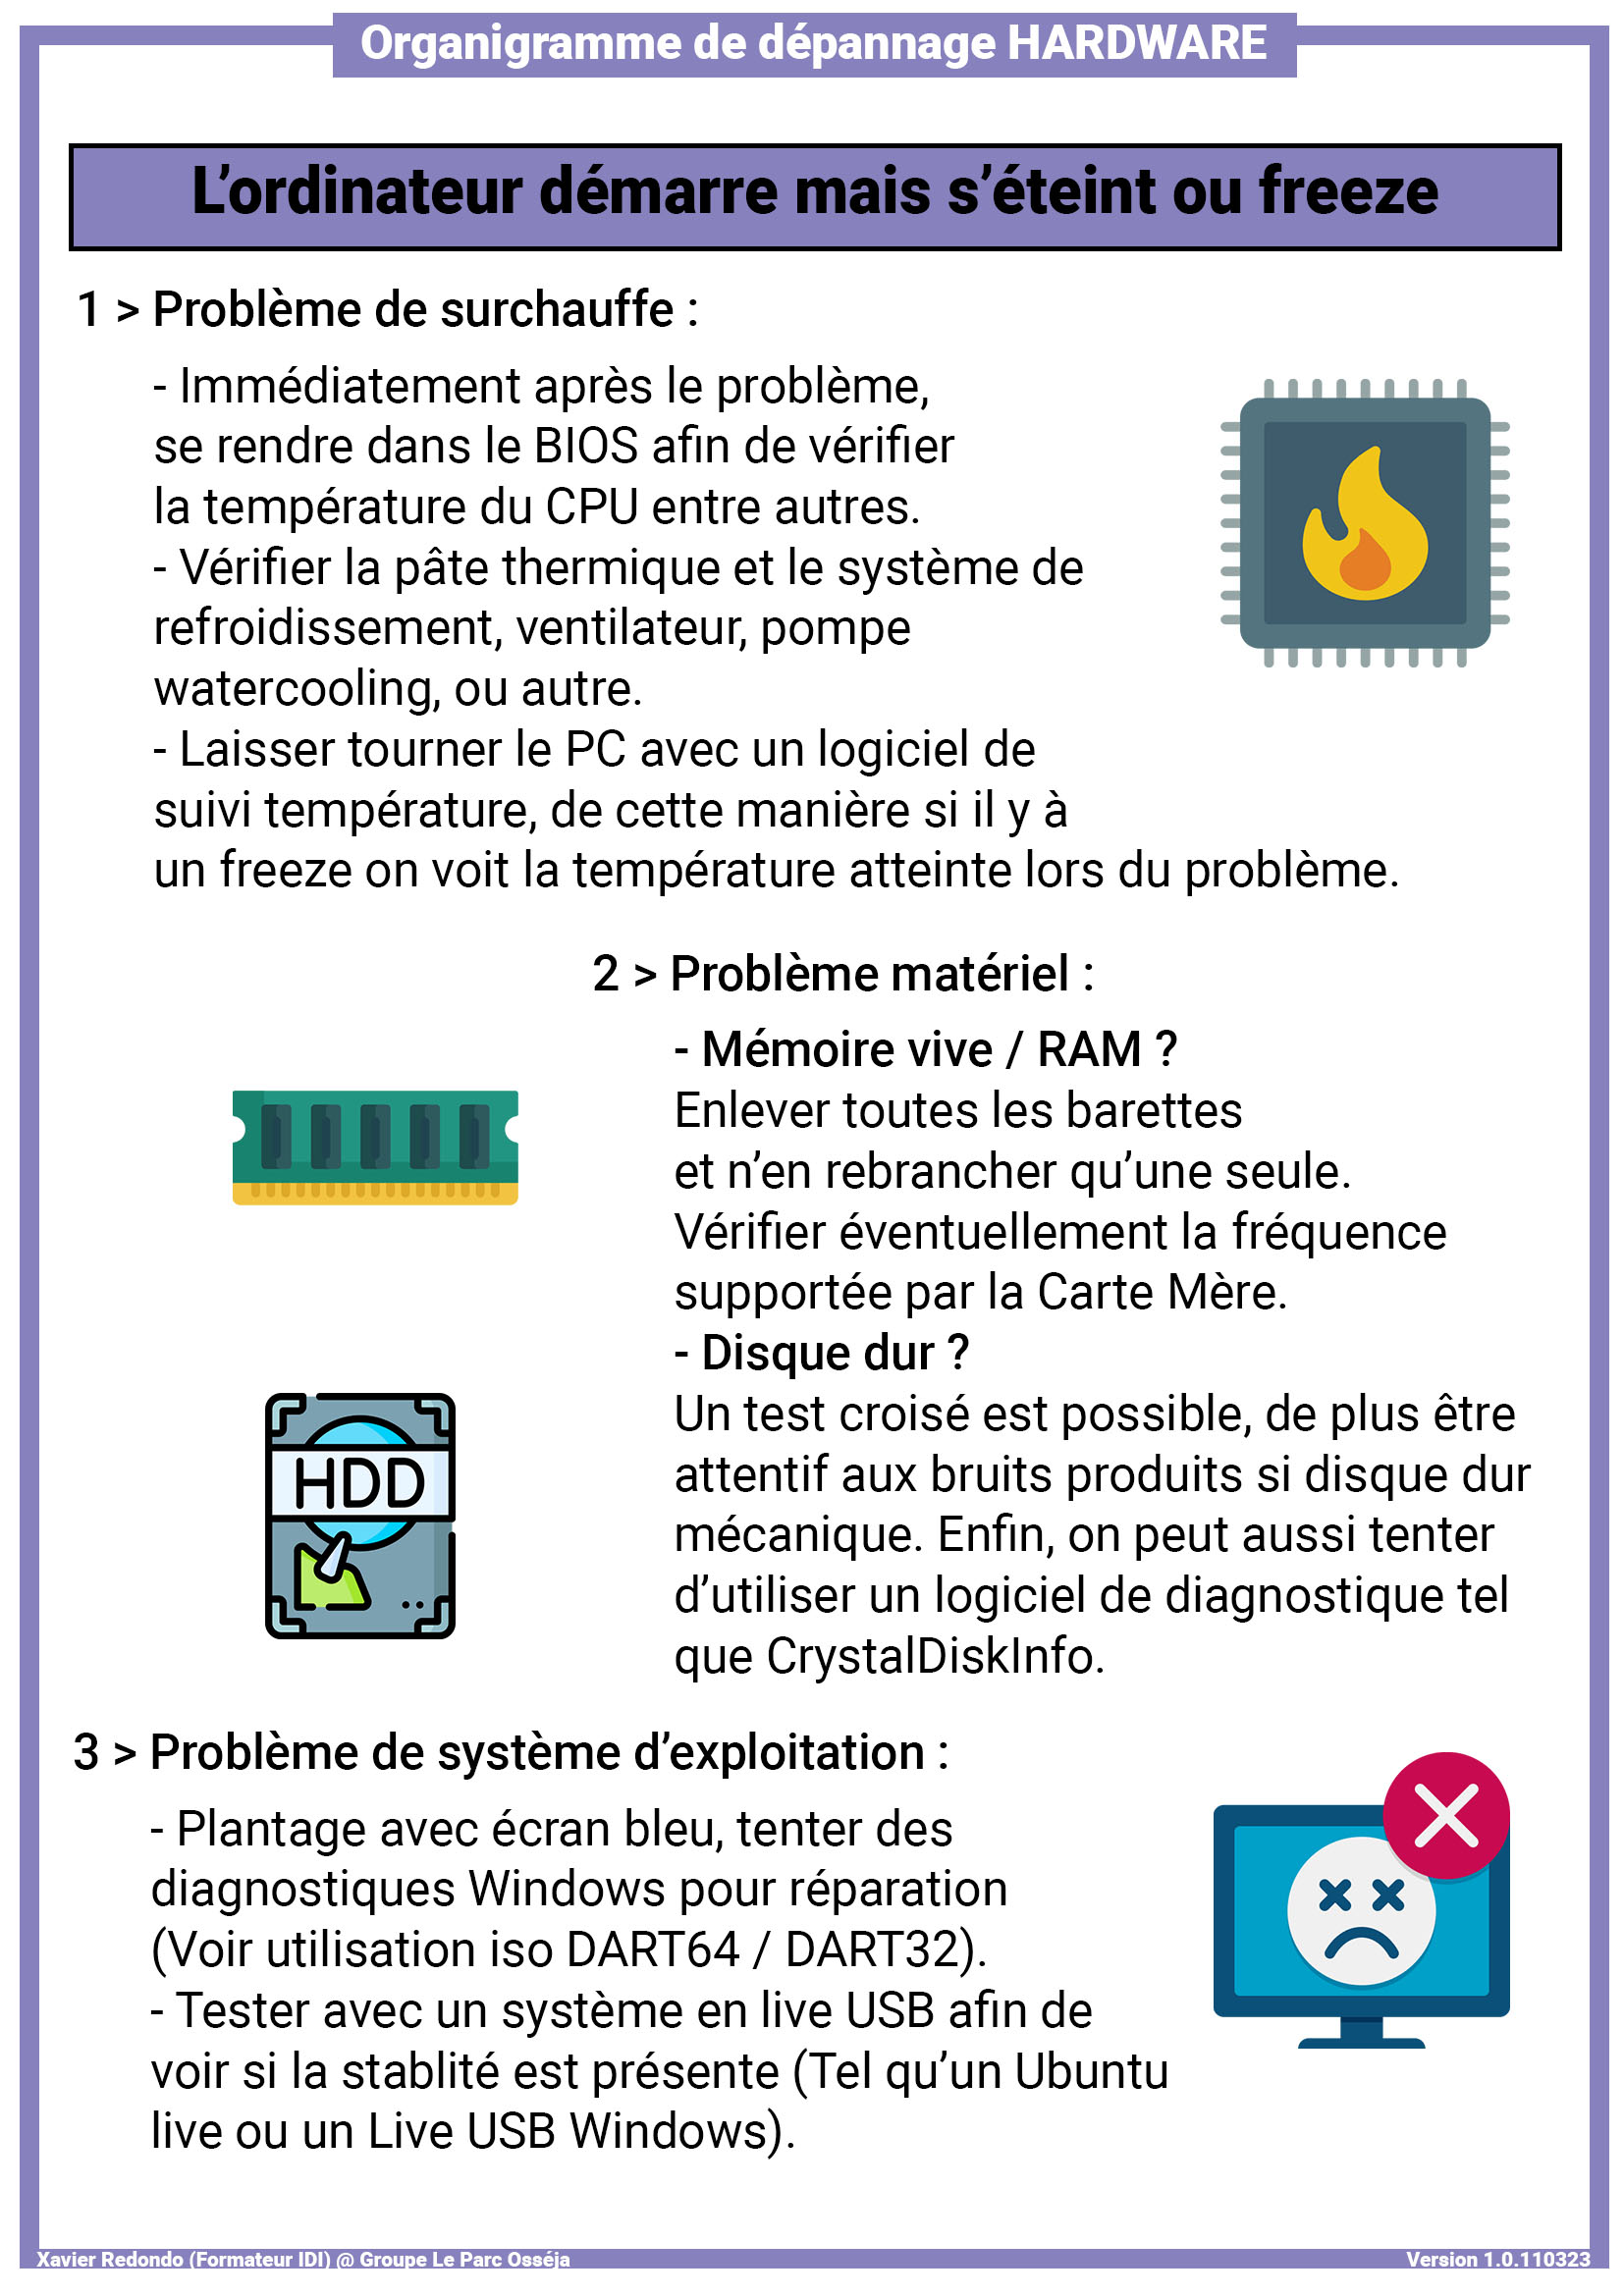 Organigramme de dépannage HARDWARE
L’ordinateur démarre mais s’éteint ou freeze
1 > Problème de surchauffe :
- Immédiatement après le problème,
se rendre dans le BIOS afin de vérifier
la température du CPU entre autres.
- Vérifier la pâte thermique et le système de
refroidissement, ventilateur, pompe
watercooling, ou autre.
- Laisser tourner le PC avec un logiciel de
suivi température, de cette manière si il y à
un freeze on voit la température atteinte lors du problème.
2 > Problème matériel :
- Mémoire vive / RAM ?
Enlever toutes les barettes
et n’en rebrancher qu’une seule.
Vérifier éventuellement la fréquence
supportée par la Carte Mère.
- Disque dur ?
Un test croisé est possible, de plus être
attentif aux bruits produits si disque dur
mécanique. Enfin, on peut aussi tenter
d’utiliser un logiciel de diagnostique tel
que CrystalDiskInfo.
HDD
3 > Problème de système d’exploitation :
- Plantage avec écran bleu, tenter des
diagnostiques Windows pour réparation
(Voir utilisation iso DART64 / DART32).
- Tester avec un système en live USB afin de
voir si la stablité est présente (Tel qu’un Ubuntu
live ou un Live USB Windows).
Xavier Redondo (Formateur IDI) @ Groupe Le Parc Osséja
Version 1.0.110323